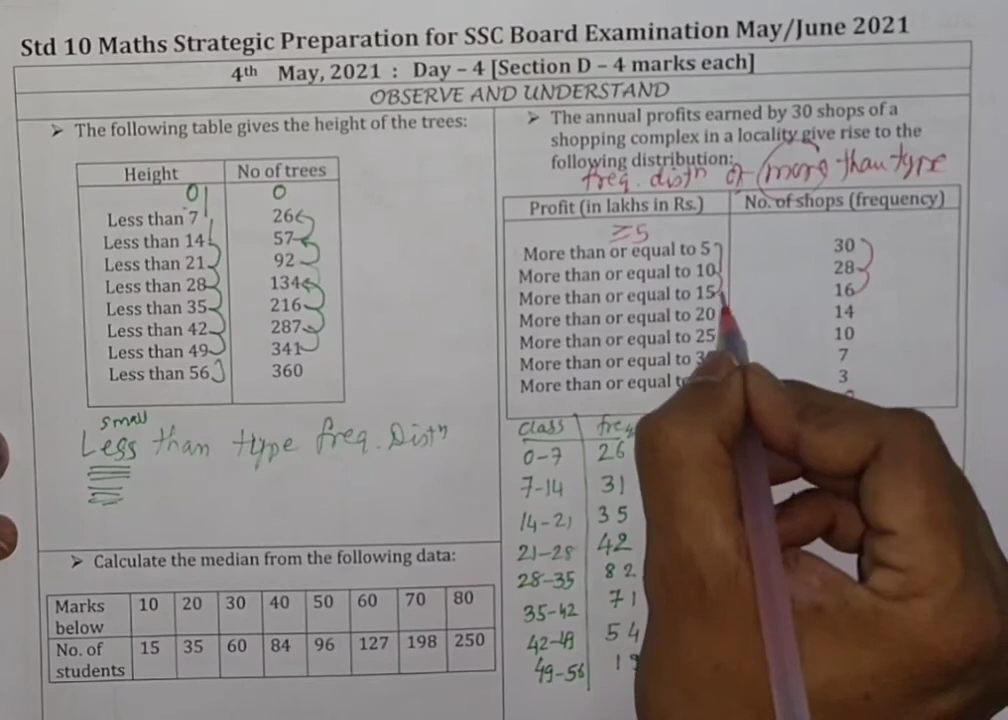 Std 10 Maths Strategic Preparation for SSC Board Examination May/June 2021
4th May, 2021 : Day – 4 [Section D – 4 marks each]
OBSERVE AND UNDERSTAND
➤ The following table gives the height of the trees:
Height No of trees
0 0
Less than 7 26
Less than 14 57
Less than 21 92
Less than 28 134
Less than 35 216
Less than 42 287
Less than 49 341
Less than 56 360
small
Less than type freq. Distn
➤ Calculate the median from the following data:
Marks below 10 20 30 40 50 60 70 80
No. of students 15 35 60 84 96 127 198 250
➤ The annual profits earned by 30 shops of a
shopping complex in a locality give rise to the
following distribution:
freq. distn of (more than type
Profit (in lakhs in Rs.) No. of shops (frequency)
≥5
More than or equal to 5 30
More than or equal to 10 28
More than or equal to 15 16
More than or equal to 20 14
More than or equal to 25 10
More than or equal to 7
More than or equal 3
class freq
0-7 26
7-14 31
14-21 35
21-28 42
28-35 82
35-42 71
42-49 54
49-56